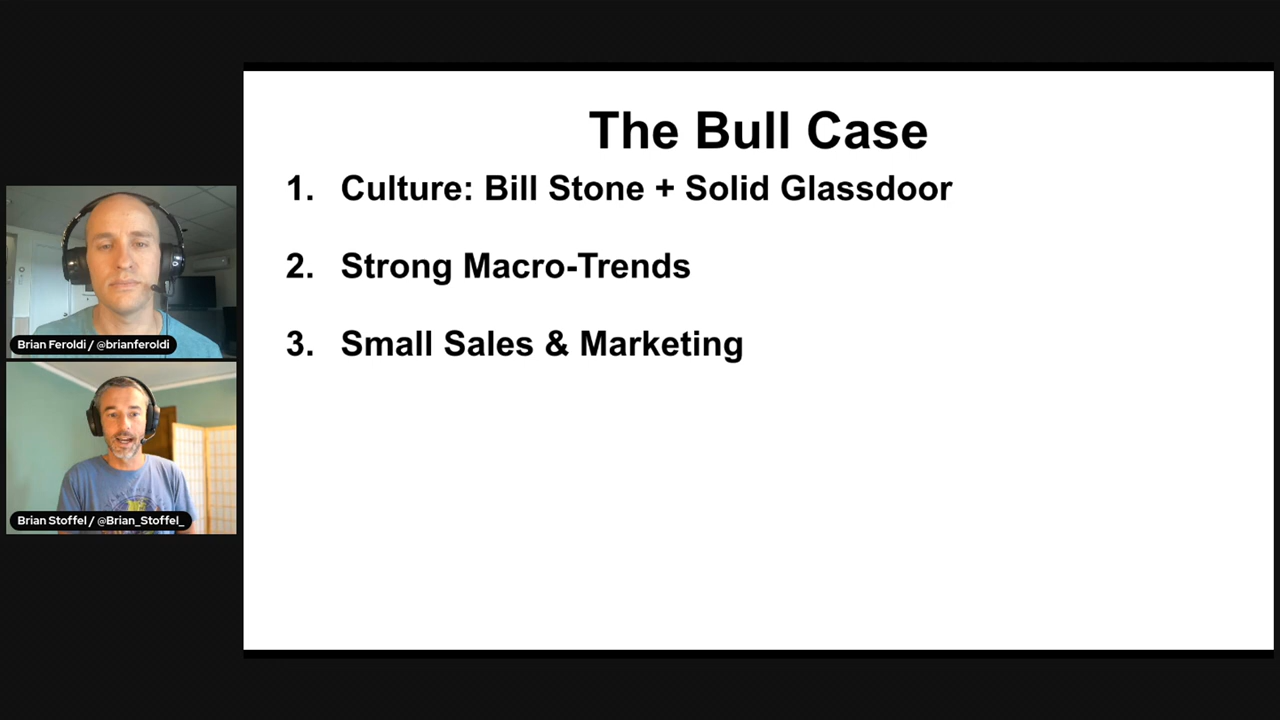 The Bull Case
1. Culture: Bill Stone + Solid Glassdoor
2. Strong Macro-Trends
3. Small Sales & Marketing
Brian Feroldi / @brianferoldi
Brian Stoffel / @Brian_Stoffel_